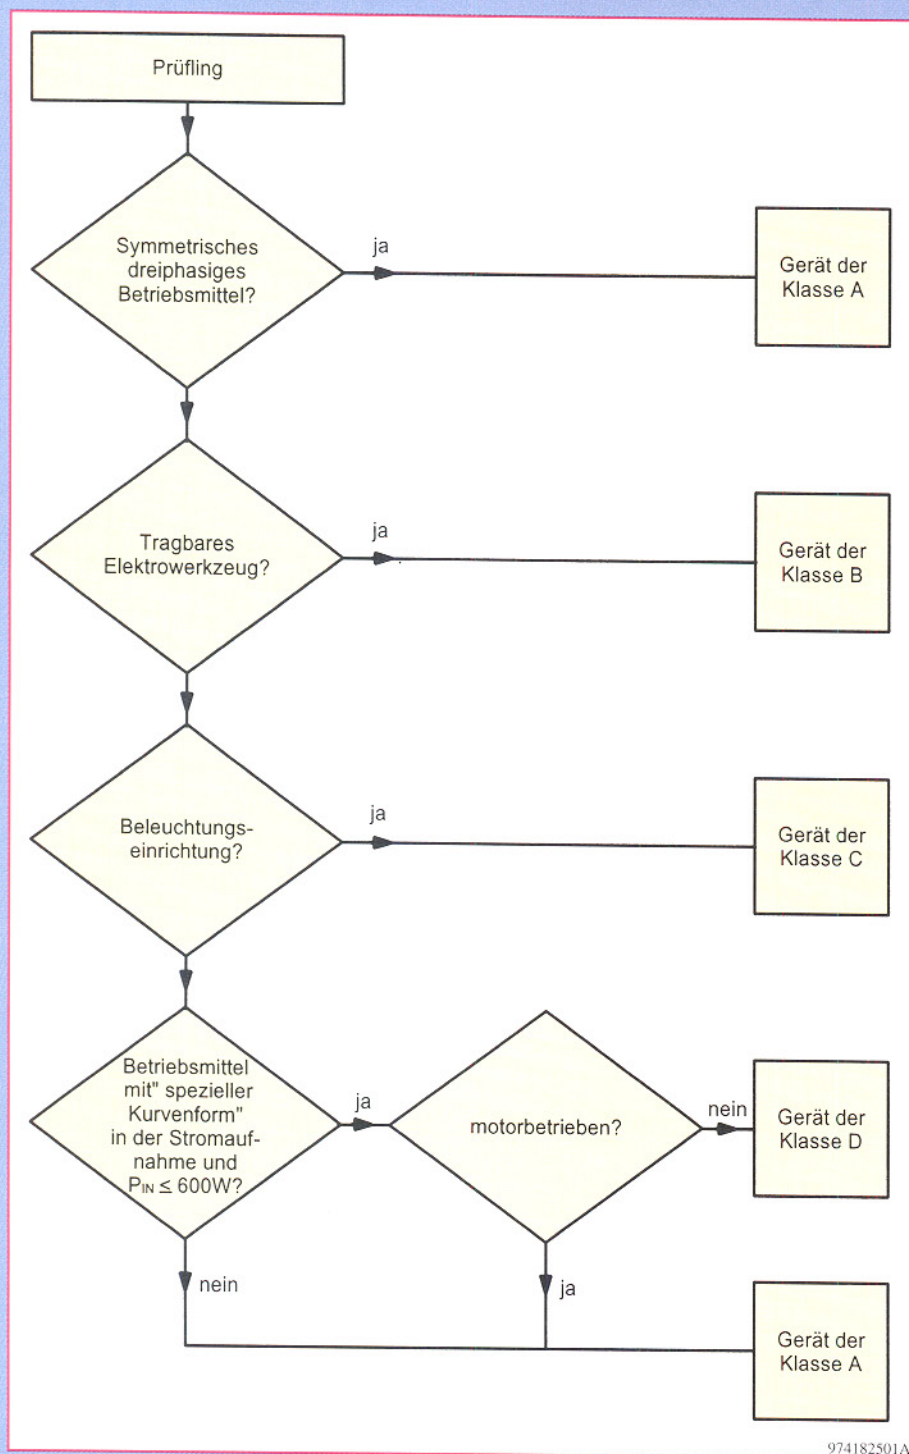 Prüfling
Symmetrisches
dreiphasiges
Betriebsmittel?
ja
Gerät der
Klasse A
Tragbares
Elektrowerkzeug?
ja
Gerät der
Klasse B
Beleuchtungs-
einrichtung?
ja
Gerät der
Klasse C
Betriebsmittel
mit" spezieller
Kurvenform"
in der Stromauf-
nahme und
PIN ≤ 600W?
ja
motorbetrieben?
nein
Gerät der
Klasse D
nein
ja
Gerät der
Klasse A
974182501A